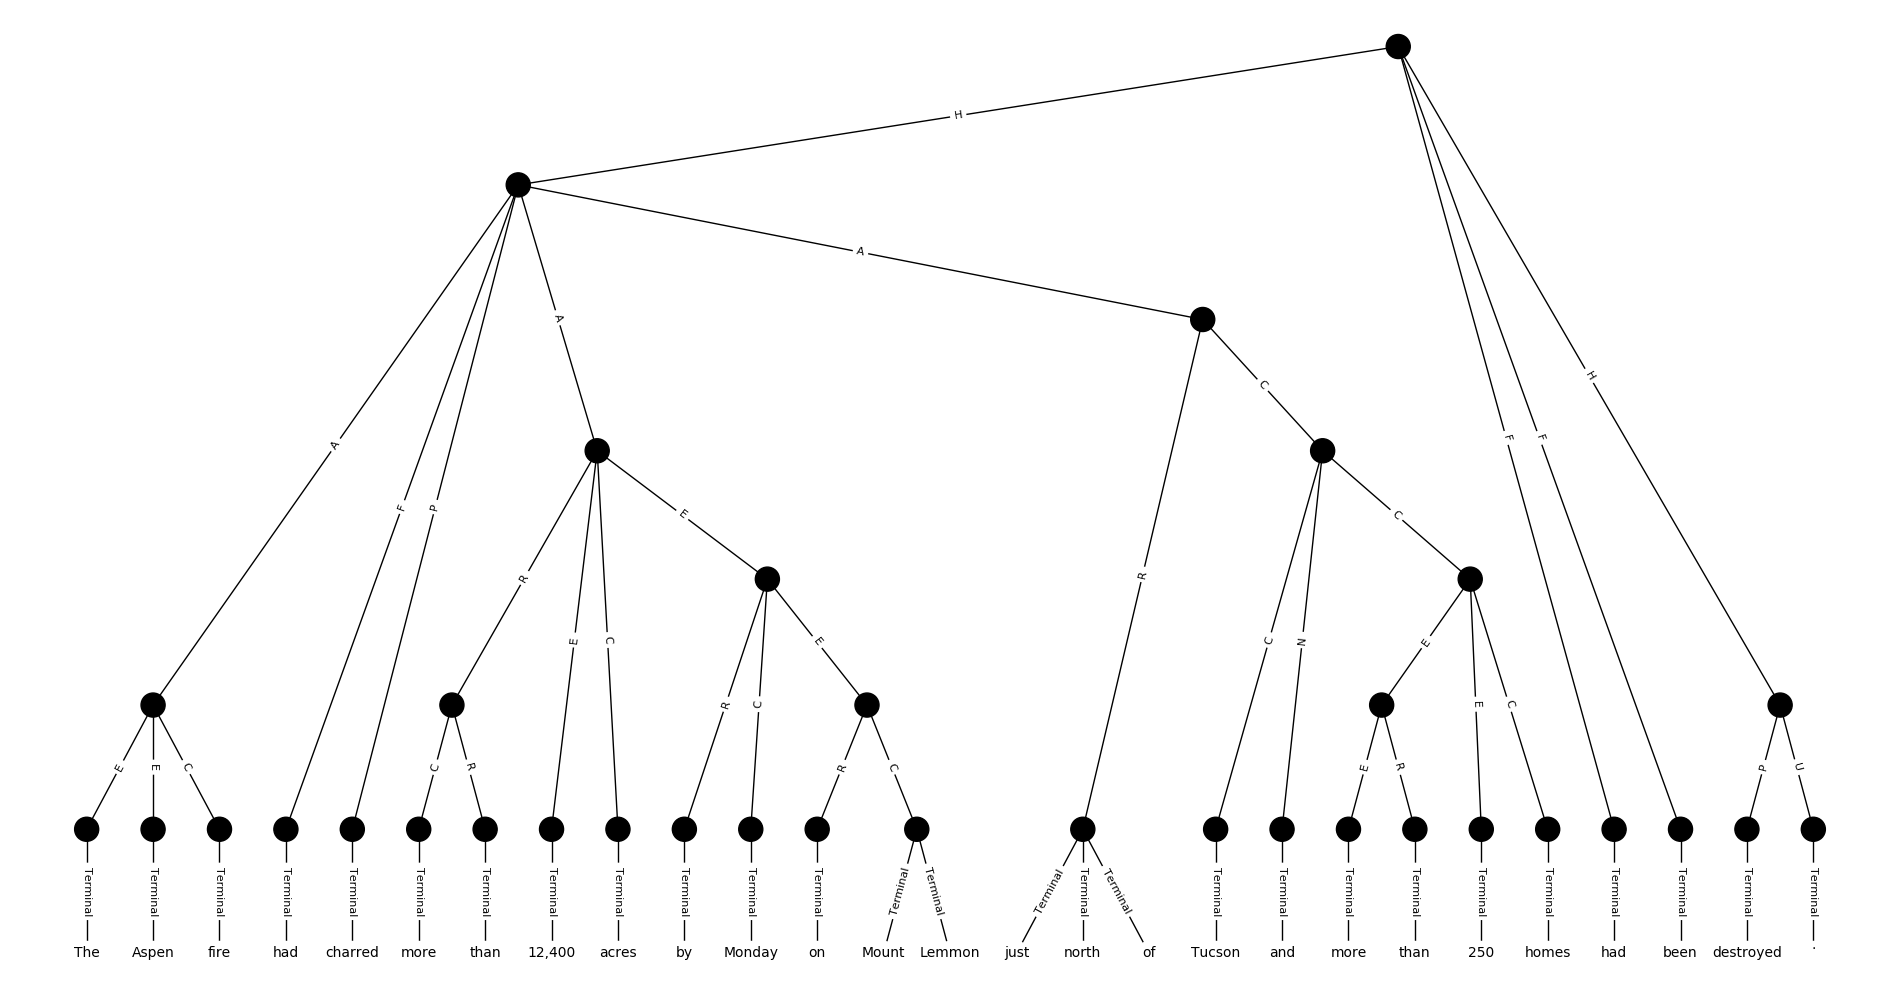 H
A
A
A
H
C
F
F
F
P
E
C
R
R
E
C
E
C
N
E
R
C
R
C
E
C
E
E
C
C
R
R
C
E
R
P
U
Terminal Terminal Terminal Terminal Terminal Terminal Terminal Terminal Terminal Terminal Terminal Terminal Terminal Terminal Terminal Terminal Terminal Terminal Terminal Terminal Terminal Terminal Terminal Terminal Terminal Terminal Terminal
The Aspen fire had charred more than 12,400 acres by Monday on Mount Lemmon just north of Tucson and more than 250 homes had been destroyed .